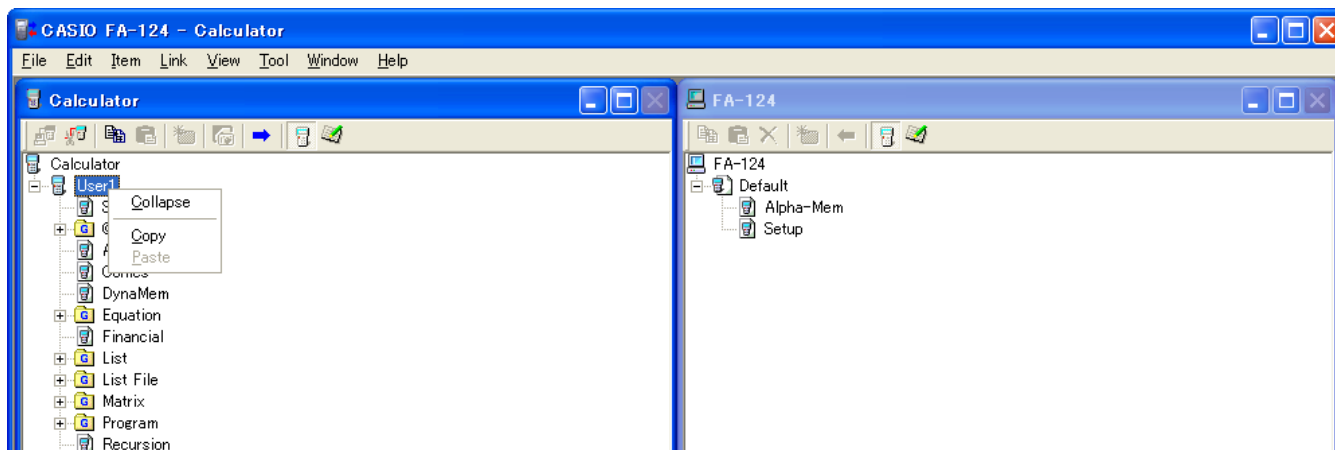 CASIO FA-124 - Calculator
File Edit Item Link View Tool Window Help
Calculator
Calculator
User1
Collapse
Copy
Paste
DynaMem
Equation
Financial
List
List File
Matrix
Program
Recursion
FA-124
FA-124
Default
Alpha-Mem
Setup